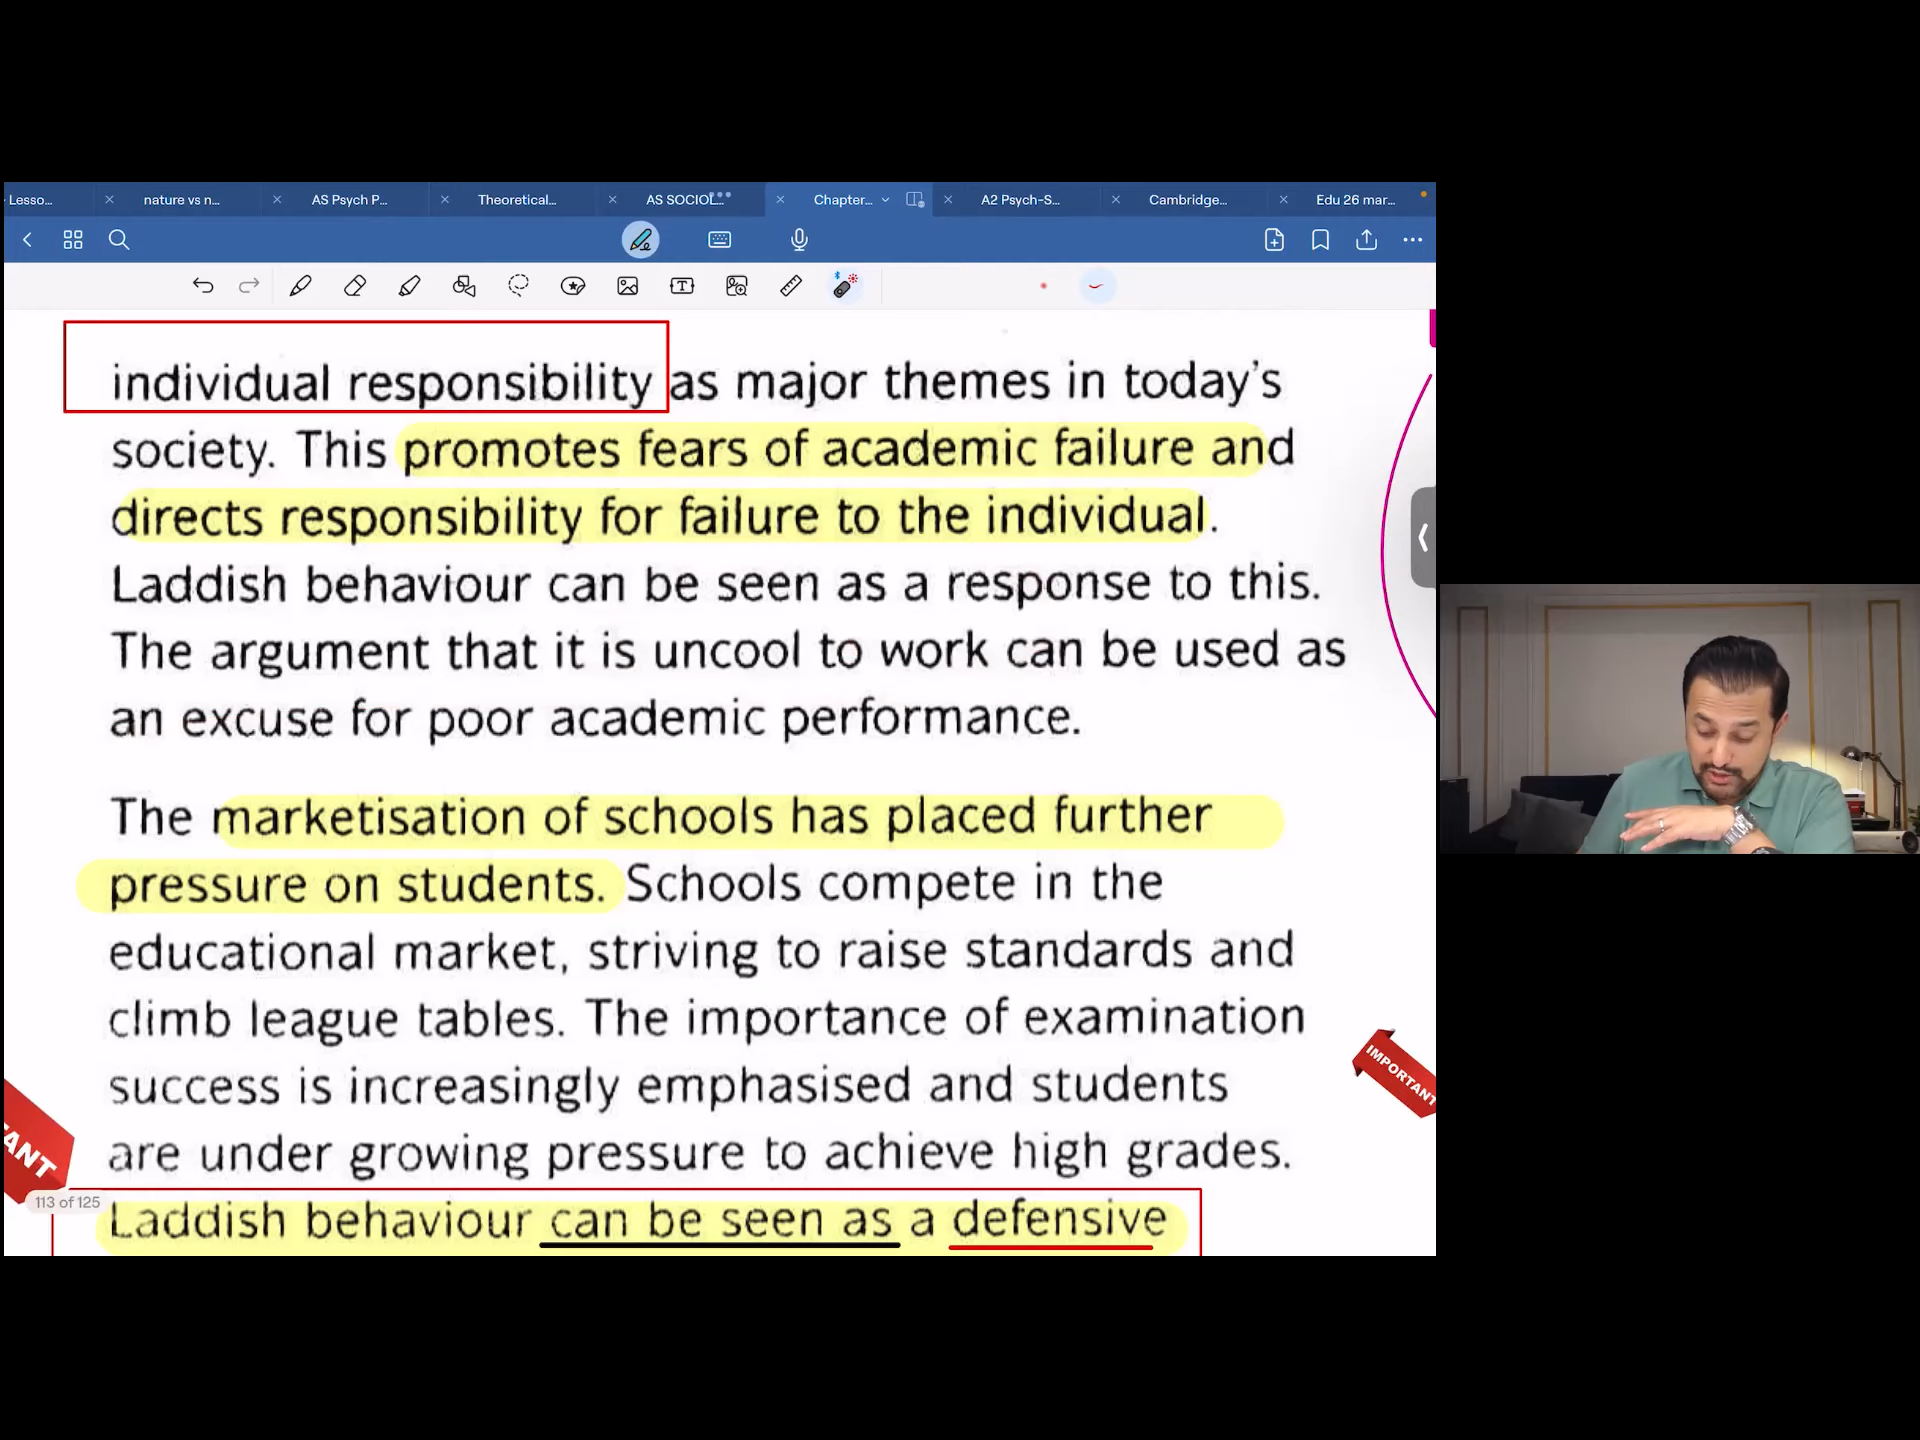 Lesso...
nature vs n...
AS Psych P...
Theoretical...
AS SOCIOL...
Chapter...
A2 Psych-S...
Cambridge...
Edu 26 mar...
individual responsibility as major themes in today's
society. This promotes fears of academic failure and
directs responsibility for failure to the individual.
Laddish behaviour can be seen as a response to this.
The argument that it is uncool to work can be used as
an excuse for poor academic performance.
The marketisation of schools has placed further
pressure on students. Schools compete in the
educational market, striving to raise standards and
climb league tables. The importance of examination
success is increasingly emphasised and students
are under growing pressure to achieve high grades.
Laddish behaviour can be seen as a defensive
IMPORTANT
ANT
113 of 125